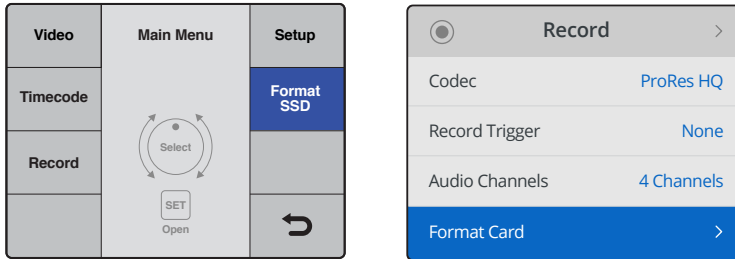 Video
Main Menu
Setup
Timecode
Format
SSD
Select
Record
SET
Open
Record
Codec
ProRes HQ
Record Trigger
None
Audio Channels
4 Channels
Format Card